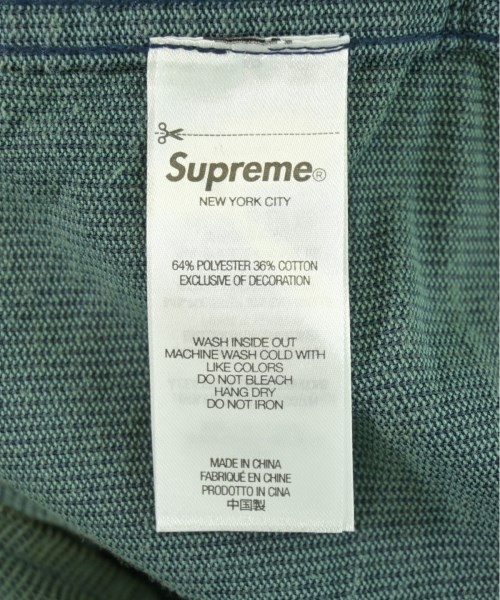 Supreme®
NEW YORK CITY
64% POLYESTER 36% COTTON
EXCLUSIVE OF DECORATION
WASH INSIDE OUT
MACHINE WASH COLD WITH
LIKE COLORS
DO NOT BLEACH
HANG DRY
DO NOT IRON
MADE IN CHINA
FABRIQUÉ EN CHINE
PRODOTTO IN CINA
中国製